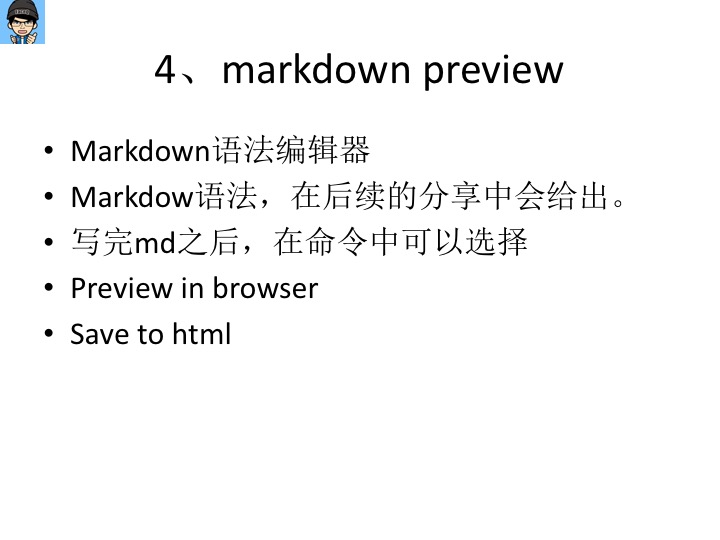 4、markdown preview
• Markdown语法编辑器
• Markdow语法，在后续的分享中会给出。
• 写完md之后，在命令中可以选择
• Preview in browser
• Save to html